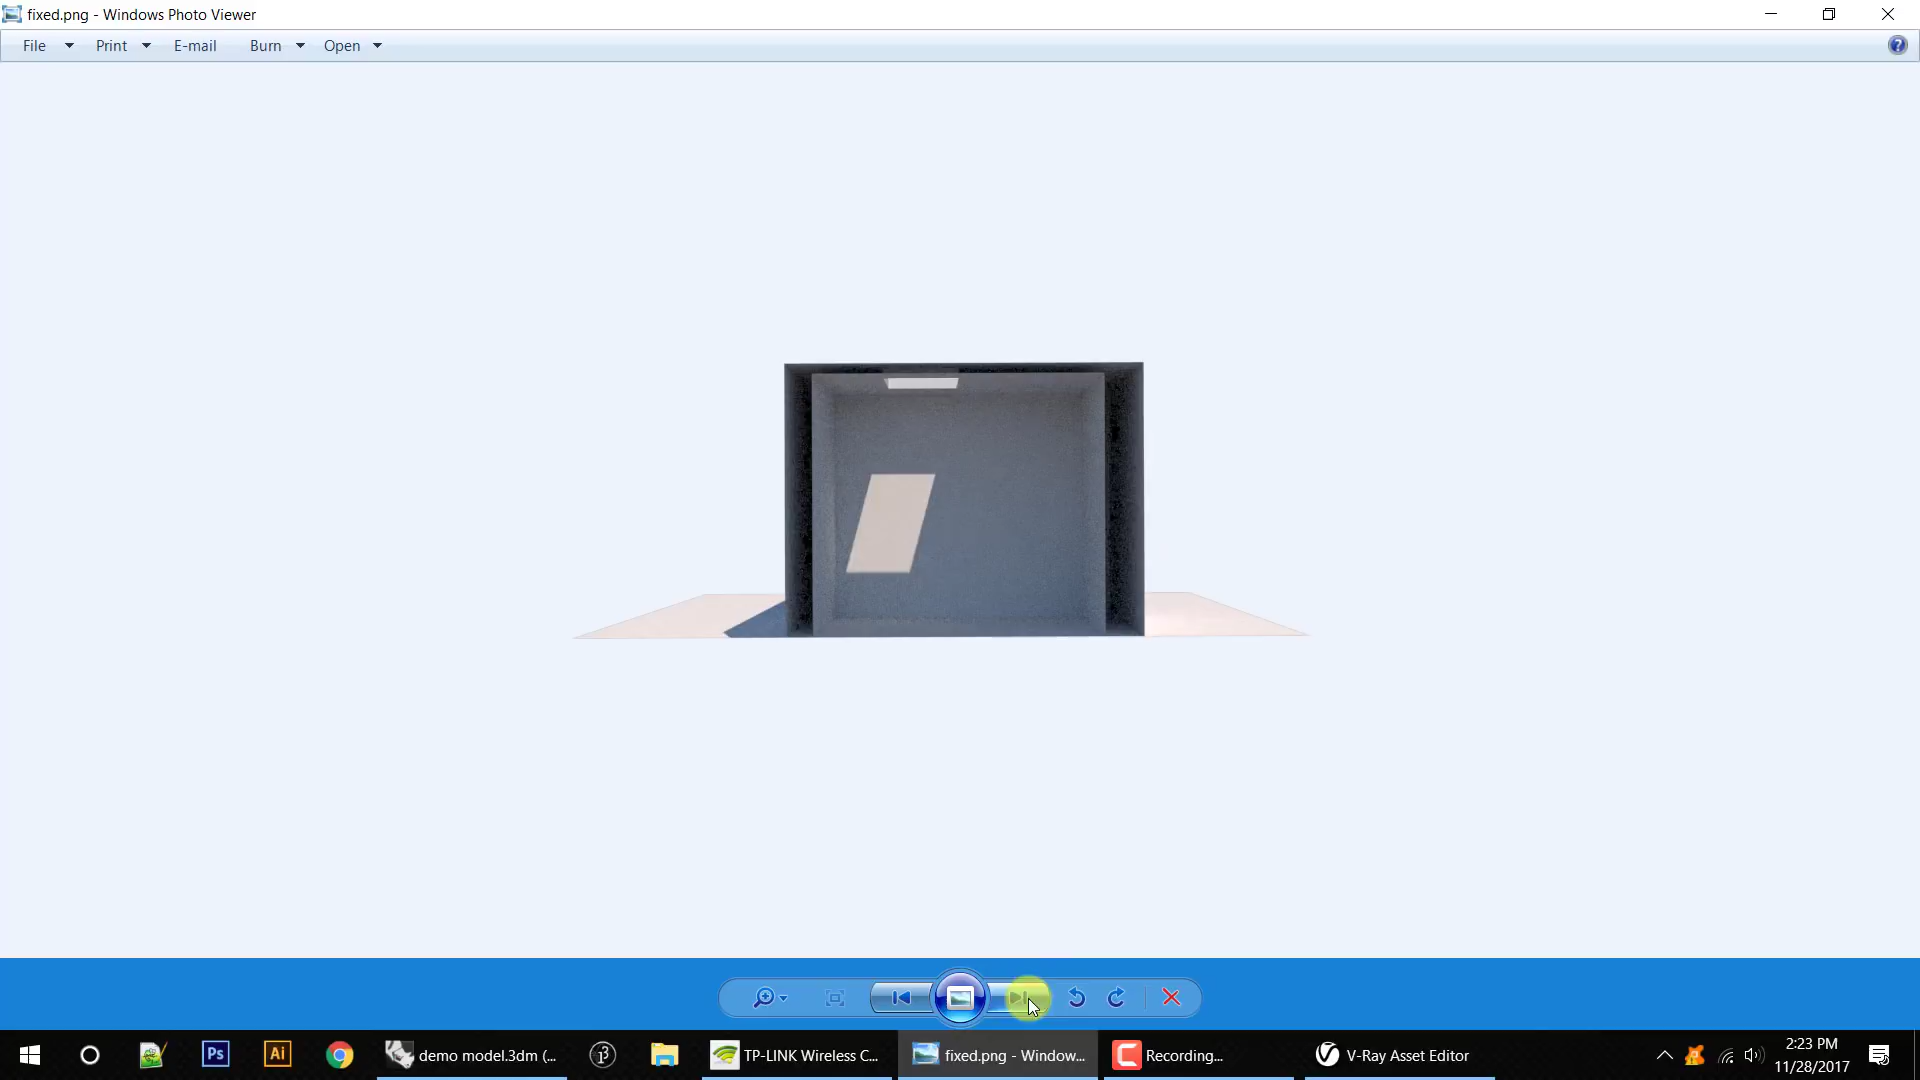 fixed.png - Windows Photo Viewer
File Print E-mail Burn Open
Ps Ai demo model.3dm (... TP-LINK Wireless C... fixed.png - Window... Recording... V-Ray Asset Editor
2:23 PM
11/28/2017